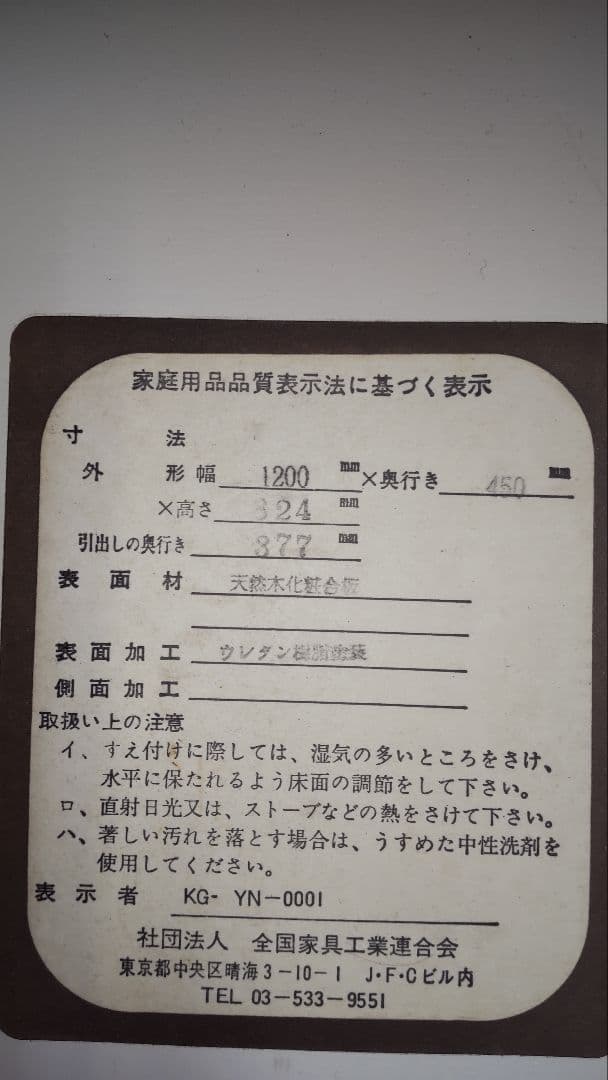 家庭用品品質表示法に基づく表示
寸法
外形幅 1200 mm ×奥行き 450 mm
×高さ 824 mm
引出しの奥行き 377 mm
表面材 天然木化粧合板
表面加工 ウレタン樹脂塗装
側面加工
取扱い上の注意
イ、すえ付けに際しては、湿気の多いところをさけ、
水平に保たれるよう床面の調節をして下さい。
ロ、直射日光又は、ストーブなどの熱をさけて下さい。
ハ、著しい汚れを落とす場合は、うすめた中性洗剤を
使用してください。
表示者 KG- YN-0001
社団法人 全国家具工業連合会
東京都中央区晴海3-10-1 J・F・Cビル内
TEL 03-533-9551